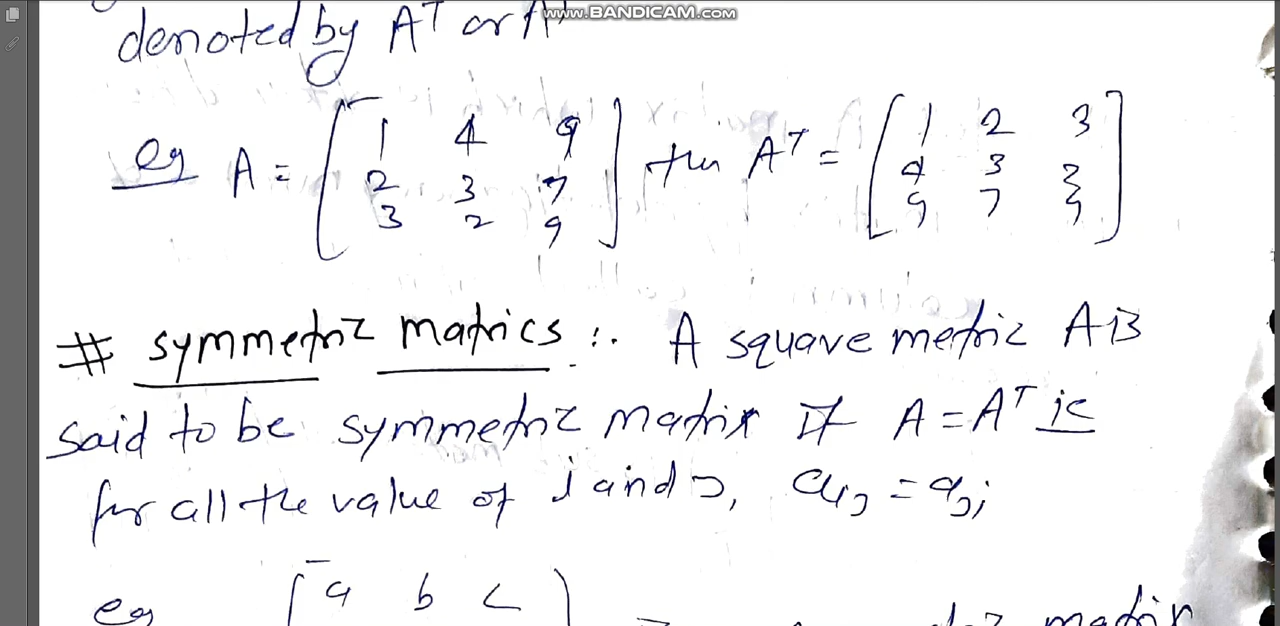 www.BANDICAM.com
denoted by Aᵀ or A'
eg A = [ 1 4 9 ] then Aᵀ = [ 1 2 3 ]
2 3 7 4 3 2
3 2 9 9 7 9
# symmetric matrics :. A square metric A is
said to be symmetric matrix If A = Aᵀ ie
for all the value of i and j, aij = aji
eg [ a b c ]
matrix